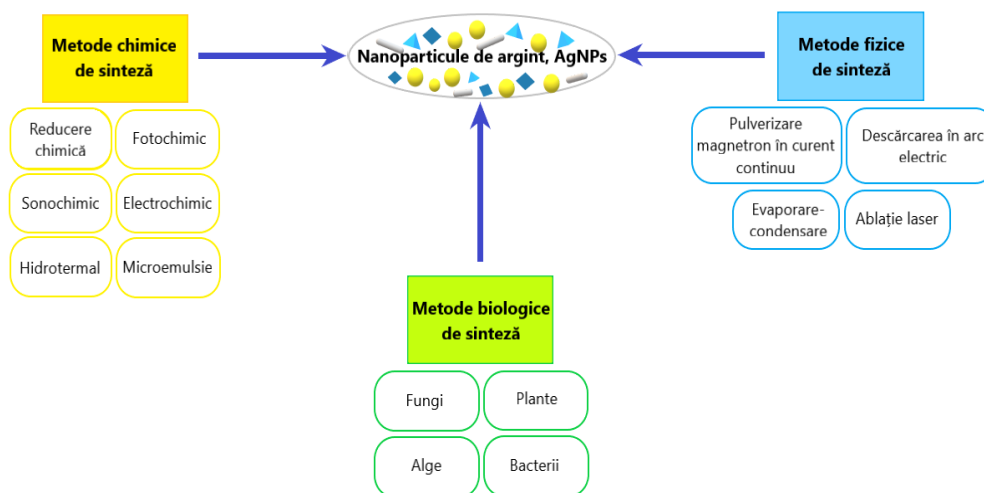 Metode chimice
de sinteză
Reducere
chimică
Fotochimic
Sonochimic
Electrochimic
Hidrotermal
Microemulsie
Nanoparticule de argint, AgNPs
Metode fizice
de sinteză
Pulverizare
magnetron în curent
continuu
Descărcarea în arc
electric
Evaporare-
condensare
Ablație laser
Metode biologice
de sinteză
Fungi
Plante
Alge
Bacterii